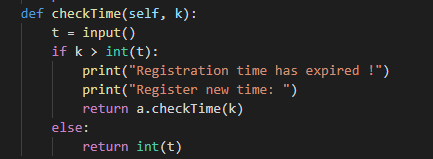 def checkTime(self, k):
t = input()
if k > int(t):
print("Registration time has expired !")
print("Register new time: ")
return a.checkTime(k)
else:
return int(t)